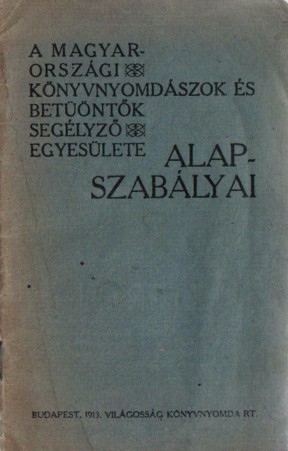 A MAGYAR-
ORSZÁGI
KÖNYVNYOMDÁSZOK ÉS
BETÜÖNTŐK
SEGÉLYZŐ
EGYESÜLETE
ALAP-
SZABÁLYAI
BUDAPEST, 1913. VILÁGOSSÁG KÖNYVNYOMDA RT.